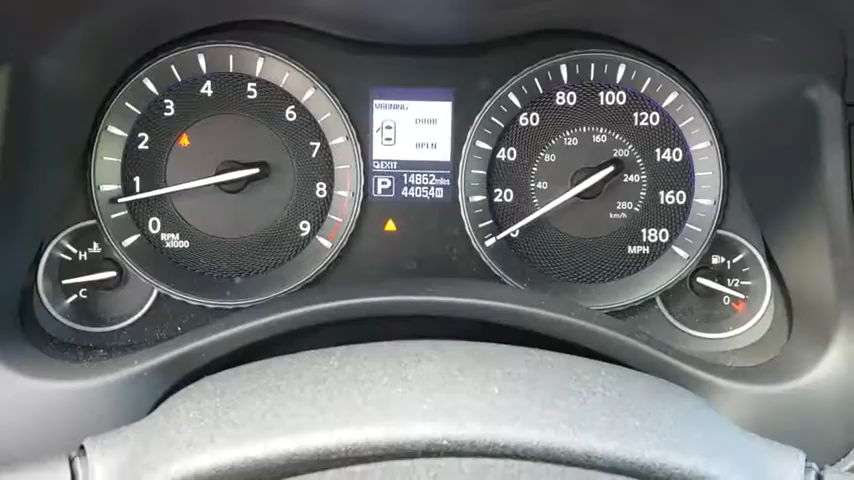 0 1 2 3 4 5 6 7 8 9
RPM
x1000
H
C
WARNING
DOOR
OPEN
EXIT
P 14862miles
44054
0 20 40 60 80 100 120 140 160 180
MPH
40 80 120 160 200 240 280
km/h
1
1/2
0